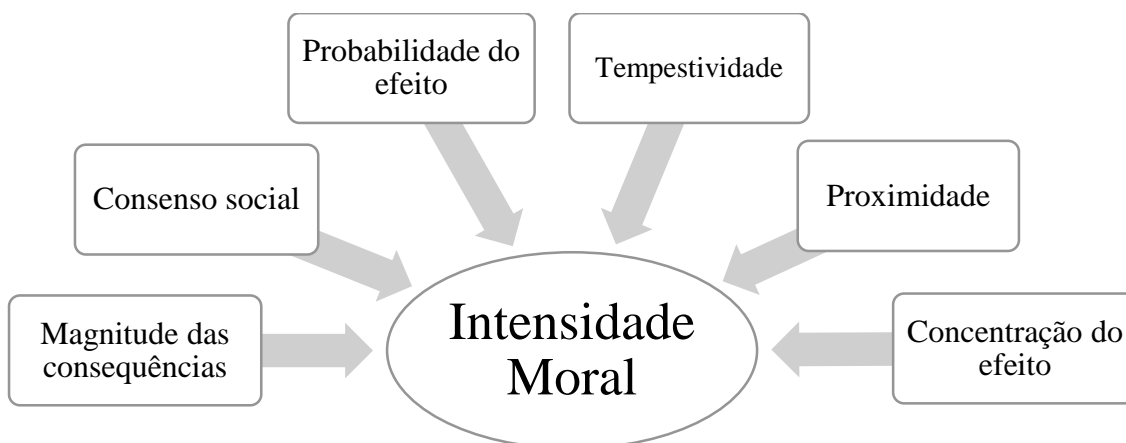 Probabilidade do
efeito
Tempestividade
Consenso social
Proximidade
Magnitude das
consequências
Intensidade
Moral
Concentração do
efeito